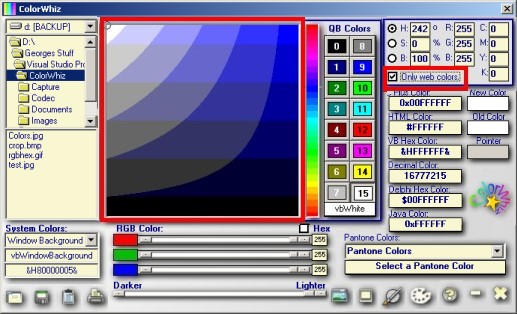 ColorWhiz
d: [BACKUP]
D:\
Georges Stuff
Visual Studio Pro
ColorWhiz
Capture
Codec
Documents
Images
Colors.jpg
crop.bmp
rgbhex.gif
test.jpg
QB Colors
0 8
1 9
2 10
3 11
4 12
5 13
6 14
7 15
vbWhite
H: 242 o R: 255 C: 0
S: 0 % G: 255 M: 0
B: 100 % B: 255 Y: 0
K: 0
Only web colors.
0x00FFFFFF
New Color
HTML Color:
#FFFFFF
Old Color
VB Hex Color:
&HFFFFFF&
Pointer
Decimal Color:
16777215
Delphi Hex Color:
$00FFFFFF
Java Color:
0xFFFFFF
System Colors:
Window Background
vbWindowBackground
&H80000005&
RGB Color:
Hex
255
255
255
Darker Lighter
Pantone Colors:
Pantone Colors
Select a Pantone Color